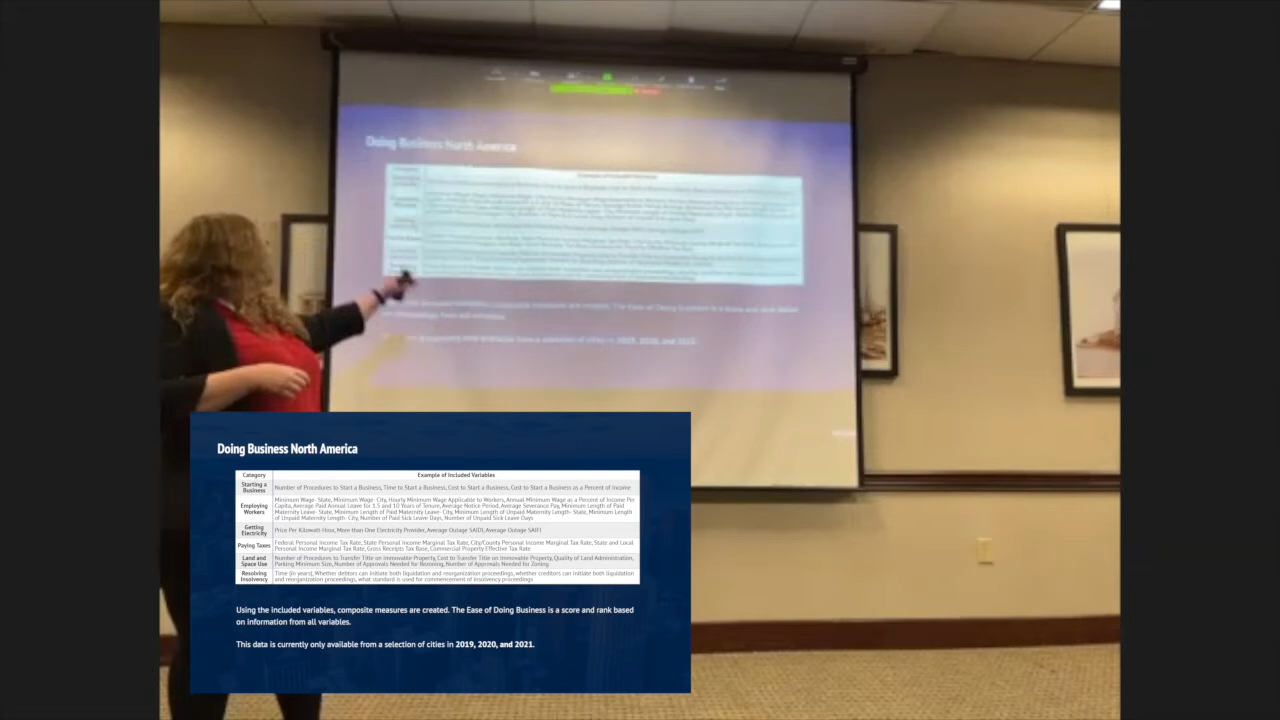 Doing Business North America
Doing Business North America
Category Example of Included Variables
Starting a Business Number of Procedures to Start a Business, Time to Start a Business, Cost to Start a Business, Cost to Start a Business as a Percent of Income
Employing Workers
Minimum Wage- State, Minimum Wage- City, Hourly Minimum Wage Applicable to Workers, Annual Minimum Wage as a Percent of Income Per
Capita, Average Paid Annual Leave for 1, 5 and 10 Years of Tenure, Average Notice Period, Average Severance Pay, Minimum Length of Paid
Maternity Leave- State, Minimum Length of Paid Maternity Leave- City, Minimum Length of Unpaid Maternity Length- State, Minimum Length
of Unpaid Maternity Length- City, Number of Paid Sick Leave Days, Number of Unpaid Sick Leave Days
Getting Electricity Price Per Kilowatt-Hour, More than One Electricity Provider, Average Outage SAIDI, Average Outage SAIFI
Paying Taxes
Federal Personal Income Tax Rate, State Personal Income Marginal Tax Rate, City/County Personal Income Marginal Tax Rate, State and Local
Personal Income Marginal Tax Rate, Gross Receipts Tax Base, Commercial Property Effective Tax Rate
Land and Space Use
Number of Procedures to Transfer Title on Immovable Property, Cost to Transfer Title on Immovable Property, Quality of Land Administration,
Parking Minimum Size, Number of Approvals Needed for Rezoning, Number of Approvals Needed for Zoning
Resolving Insolvency
Time (in years), Whether debtors can initiate both liquidation and reorganization proceedings, whether creditors can initiate both liquidation
and reorganization proceedings, what standard is used for commencement of insolvency proceedings
Using the included variables, composite measures are created. The Ease of Doing Business is a score and rank based
on information from all variables.
This data is currently only available from a selection of cities in 2019, 2020, and 2021.